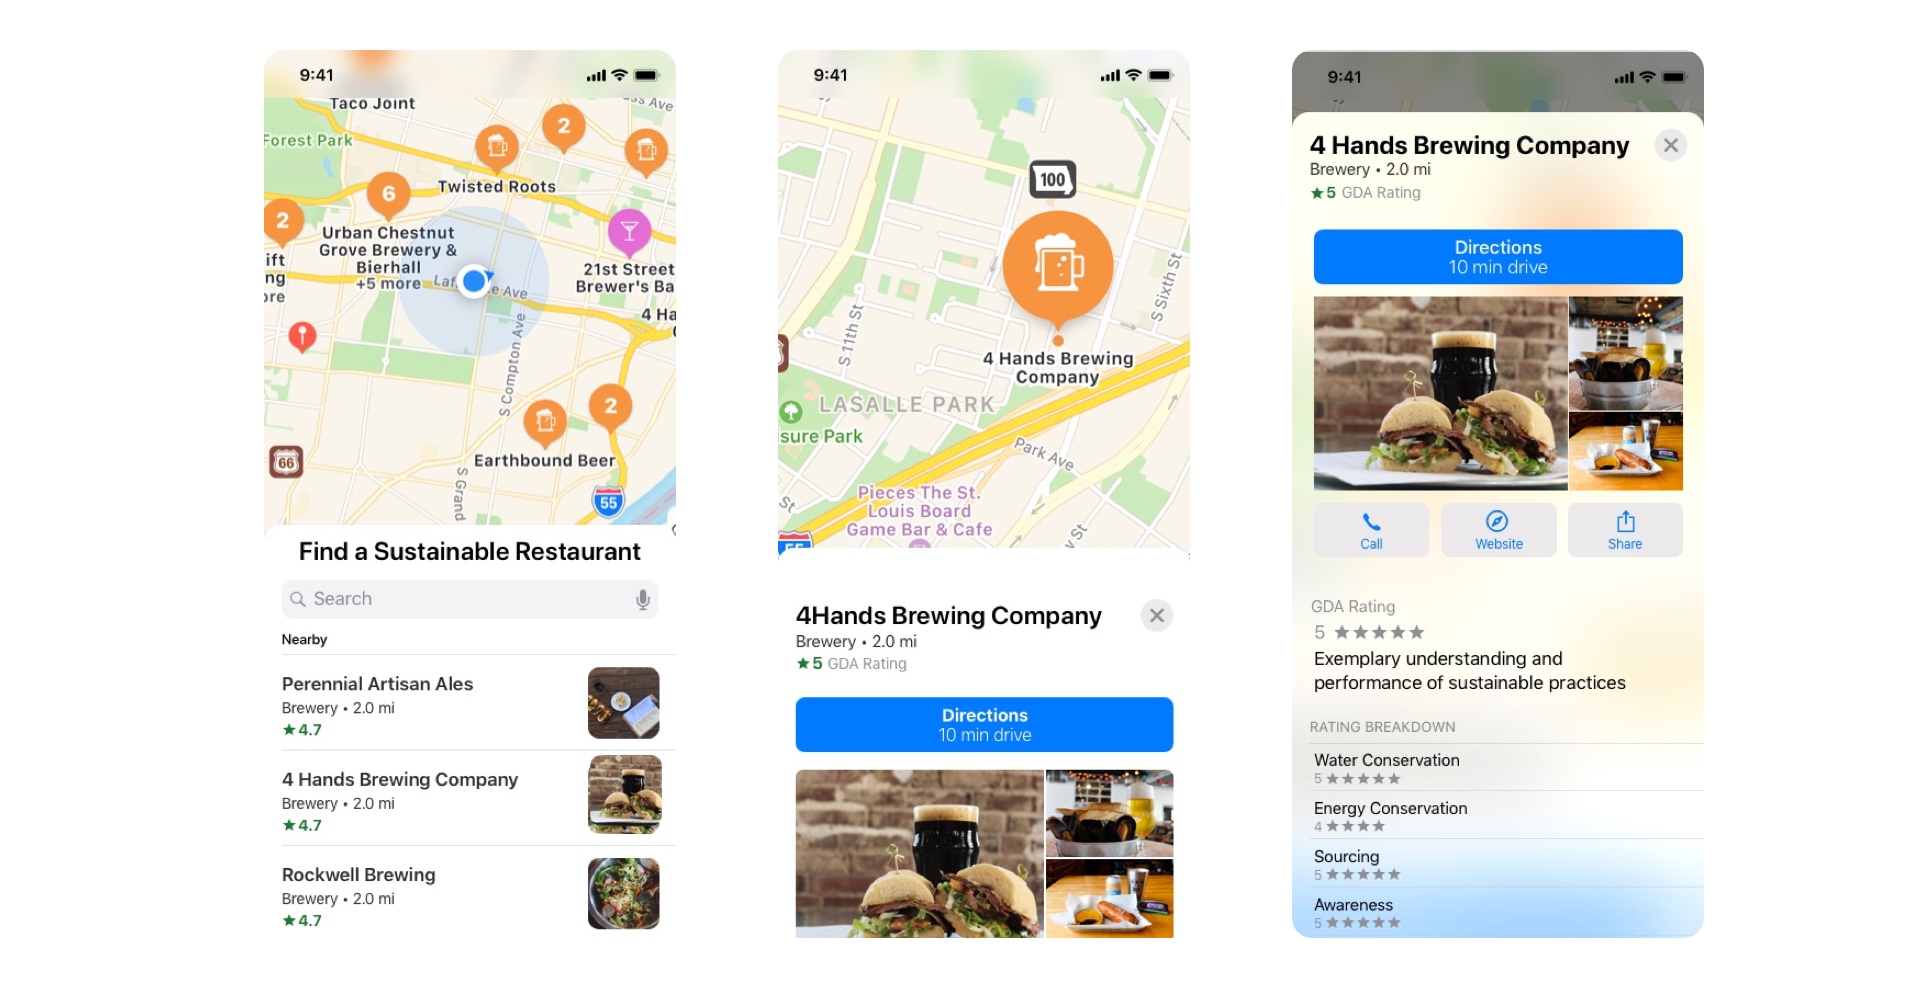 9:41
Taco Joint
ss Ave
Forest Park
2
Twisted Roots
6
2
Urban Chestnut
Grove Brewery &
Bierhall
+5 more
ift
ng
ore
21st Street
Brewer's Ba
4 Ha
S Compton Ave
2
Earthbound Beer
66
S Grand
55
Find a Sustainable Restaurant
Search
Nearby
Perennial Artisan Ales
Brewery • 2.0 mi
★4.7
4 Hands Brewing Company
Brewery • 2.0 mi
★4.7
Rockwell Brewing
Brewery • 2.0 mi
★4.7
9:41
100
S Sixth St
S 11th St
4 Hands Brewing
Company
LASALLE PARK
sure Park
Park Ave
Pieces The St.
Louis Board
Game Bar & Cafe
St
y St
55
4Hands Brewing Company
Brewery • 2.0 mi
★5 GDA Rating
Directions
10 min drive
9:41
4 Hands Brewing Company
Brewery • 2.0 mi
★5 GDA Rating
Directions
10 min drive
Call
Website
Share
GDA Rating
5 ★★★★★
Exemplary understanding and
performance of sustainable practices
RATING BREAKDOWN
Water Conservation
5 ★★★★★
Energy Conservation
4 ★★★★
Sourcing
5 ★★★★★
Awareness
5 ★★★★★